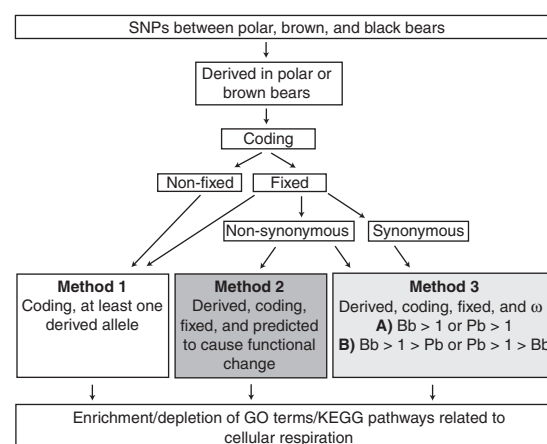 SNPs between polar, brown, and black bears
Derived in polar or
brown bears
Coding
Non-fixed
Fixed
Non-synonymous
Synonymous
Method 1
Coding, at least one
derived allele
Method 2
Derived, coding,
fixed, and predicted
to cause functional
change
Method 3
Derived, coding, fixed, and ω
A) Bb > 1 or Pb > 1
B) Bb > 1 > Pb or Pb > 1 > Bb
Enrichment/depletion of GO terms/KEGG pathways related to
cellular respiration